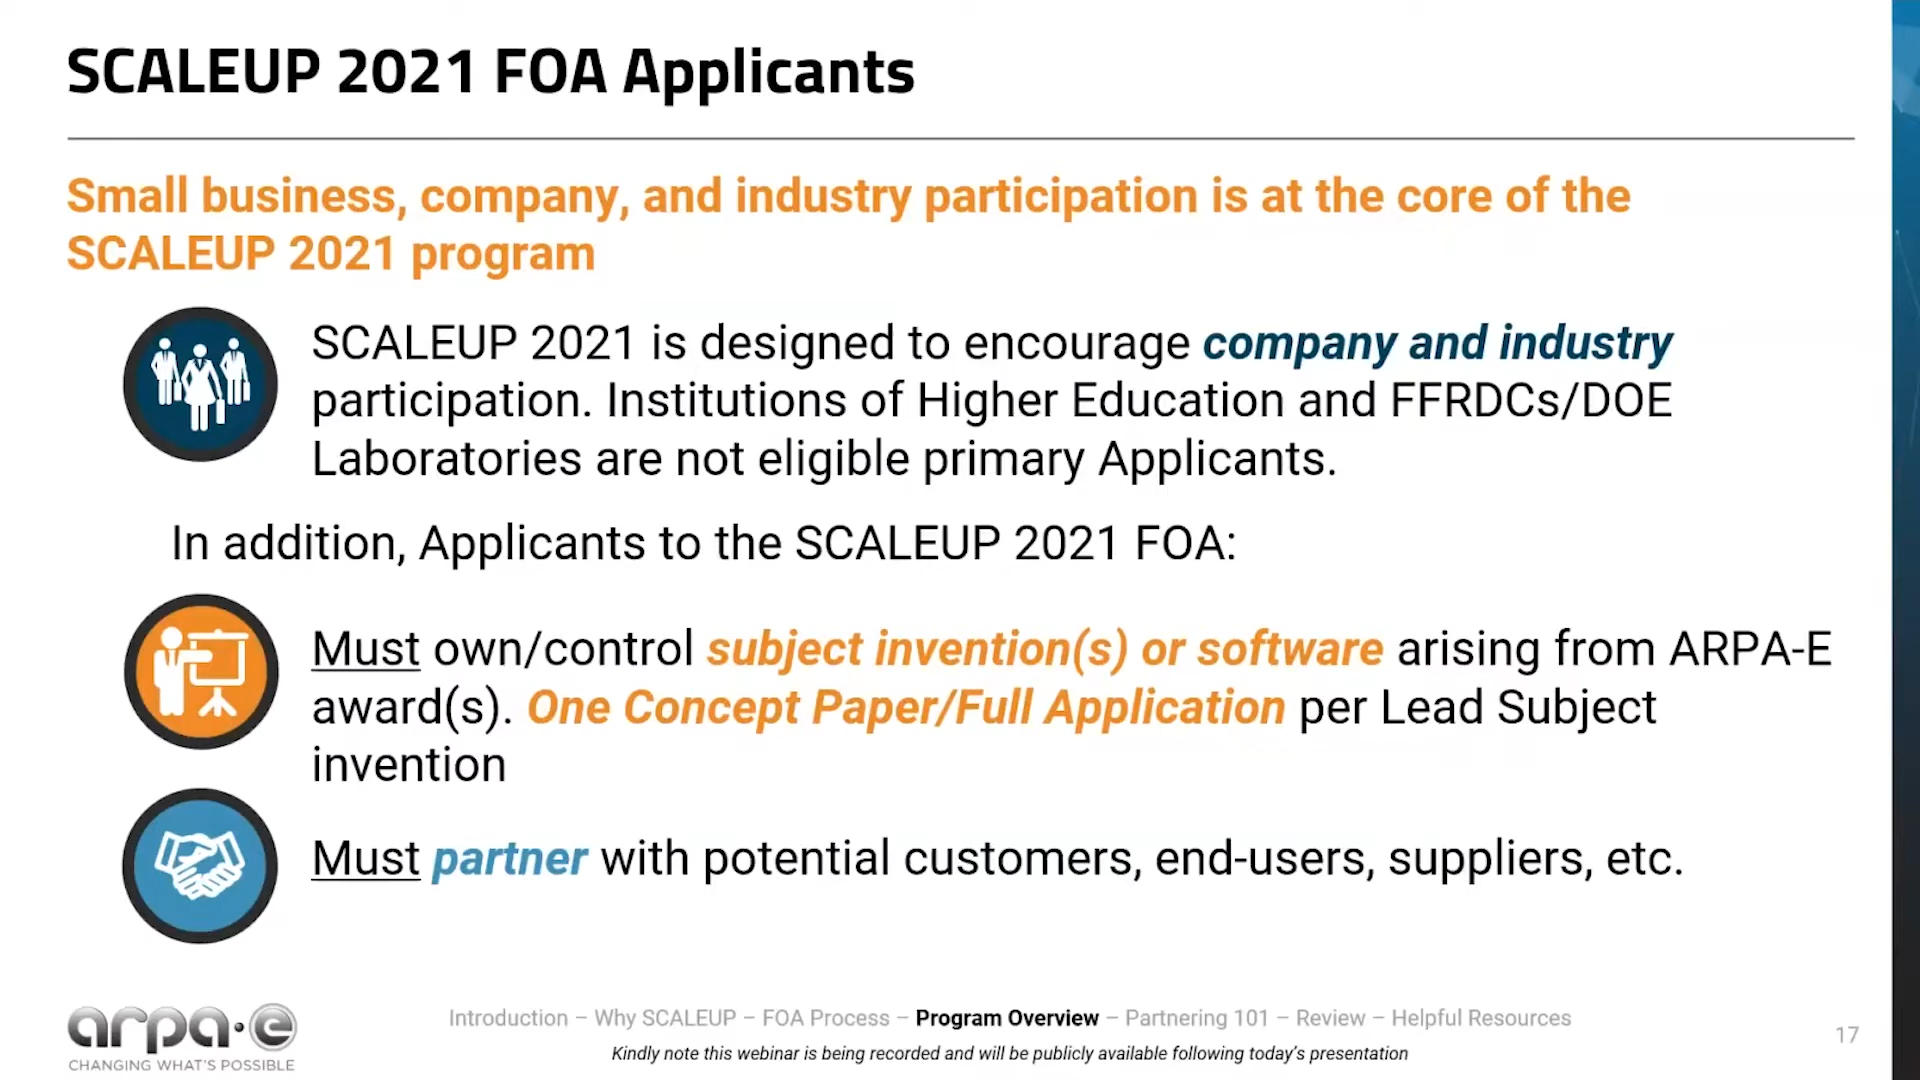 SCALEUP 2021 FOA Applicants
Small business, company, and industry participation is at the core of the
SCALEUP 2021 program
SCALEUP 2021 is designed to encourage company and industry
participation. Institutions of Higher Education and FFRDCs/DOE
Laboratories are not eligible primary Applicants.
In addition, Applicants to the SCALEUP 2021 FOA:
Must own/control subject invention(s) or software arising from ARPA-E
award(s). One Concept Paper/Full Application per Lead Subject
invention
Must partner with potential customers, end-users, suppliers, etc.
arpa·e
CHANGING WHAT'S POSSIBLE
Introduction – Why SCALEUP – FOA Process – Program Overview – Partnering 101 – Review – Helpful Resources
Kindly note this webinar is being recorded and will be publicly available following today's presentation
17